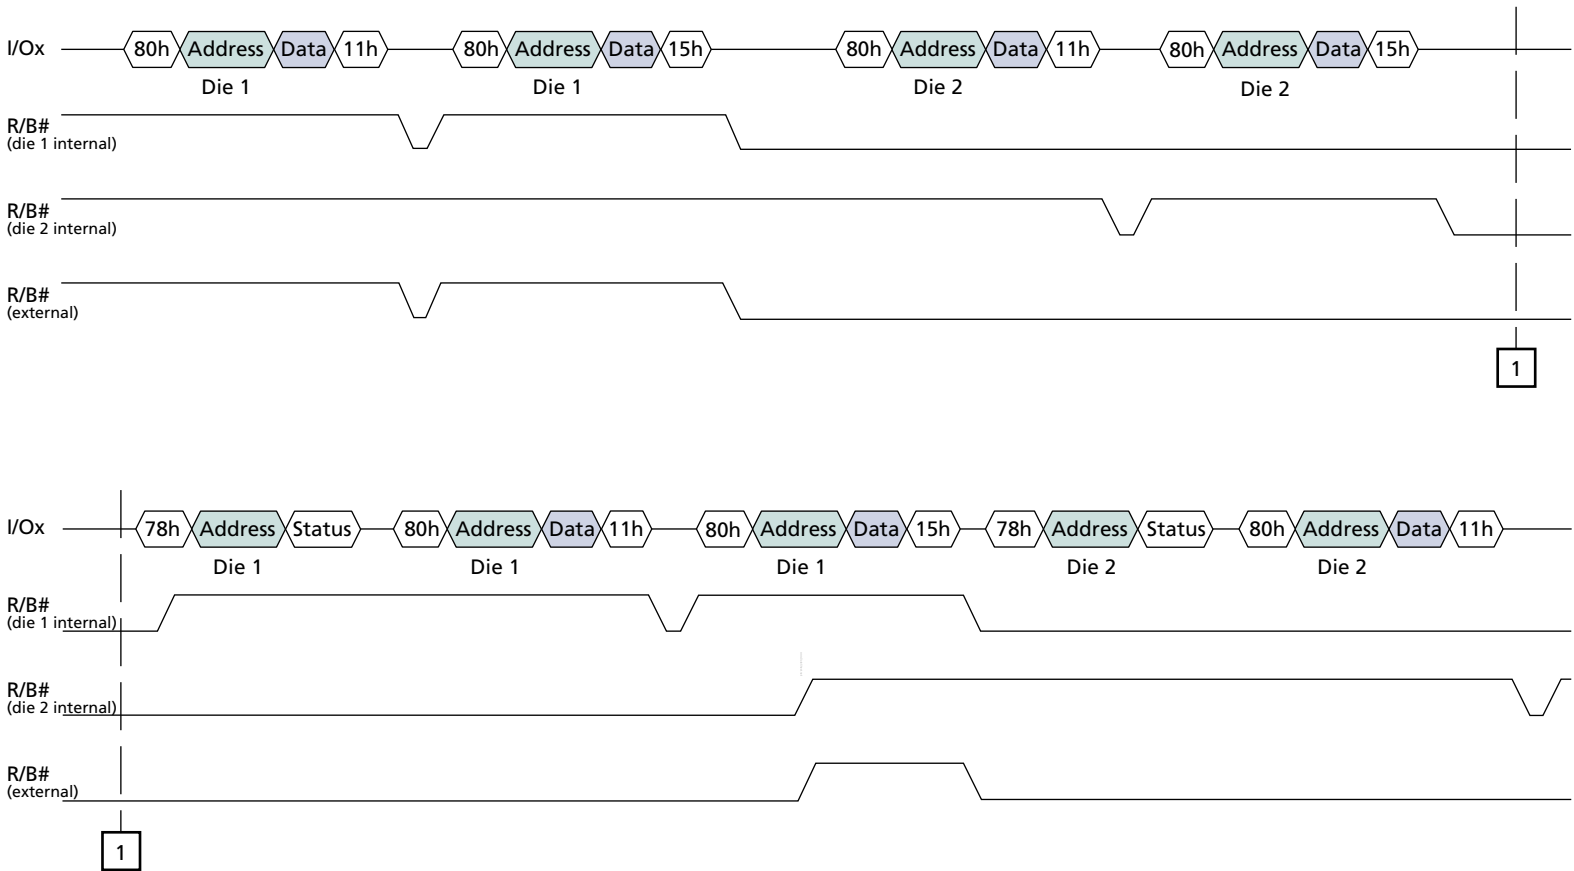 I/Ox 80h Address Data 11h 80h Address Data 15h 80h Address Data 11h 80h Address Data 15h
Die 1 Die 1 Die 2 Die 2
R/B#
(die 1 internal)
R/B#
(die 2 internal)
R/B#
(external)
1
I/Ox 78h Address Status 80h Address Data 11h 80h Address Data 15h 78h Address Status 80h Address Data 11h
Die 1 Die 1 Die 1 Die 2 Die 2
R/B#
(die 1 internal)
R/B#
(die 2 internal)
R/B#
(external)
1